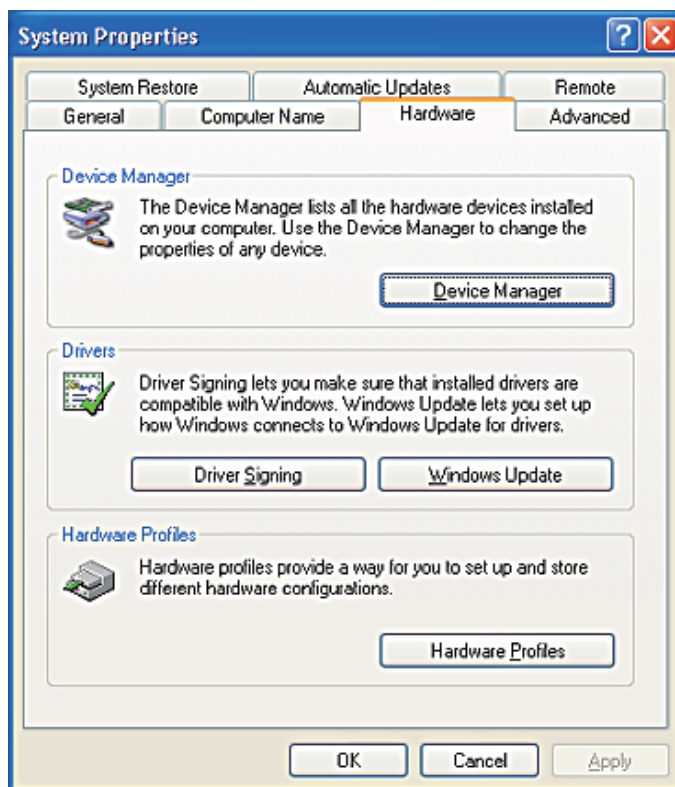 System Properties
System Restore
Automatic Updates
Remote
General
Computer Name
Hardware
Advanced
Device Manager
The Device Manager lists all the hardware devices installed
on your computer. Use the Device Manager to change the
properties of any device.
Device Manager
Drivers
Driver Signing lets you make sure that installed drivers are
compatible with Windows. Windows Update lets you set up
how Windows connects to Windows Update for drivers.
Driver Signing
Windows Update
Hardware Profiles
Hardware profiles provide a way for you to set up and store
different hardware configurations.
Hardware Profiles
OK
Cancel
Apply